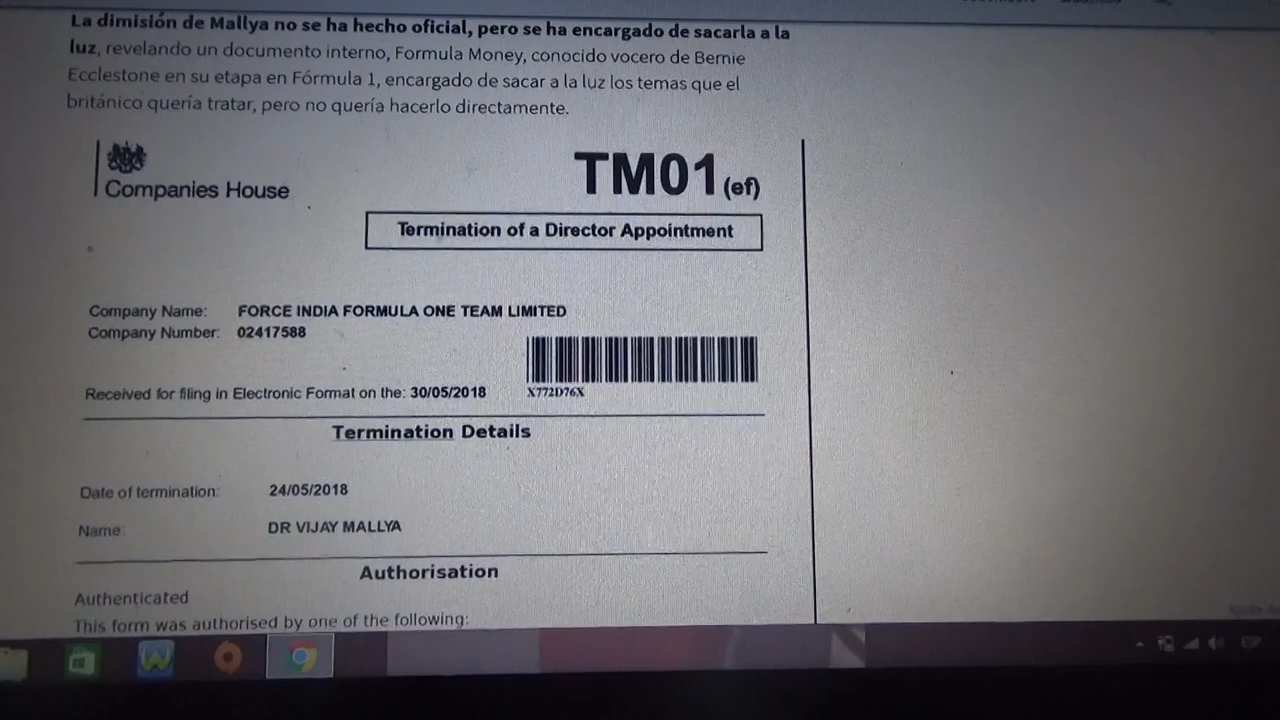 La dimisión de Mallya no se ha hecho oficial, pero se ha encargado de sacarla a la
luz, revelando un documento interno, Formula Money, conocido vocero de Bernie
Ecclestone en su etapa en Fórmula 1, encargado de sacar a la luz los temas que el
británico quería tratar, pero no quería hacerlo directamente.
Companies House
TM01 (ef)
Termination of a Director Appointment
Company Name: FORCE INDIA FORMULA ONE TEAM LIMITED
Company Number: 02417588
Received for filing in Electronic Format on the: 30/05/2018
X772D76X
Termination Details
Date of termination: 24/05/2018
Name: DR VIJAY MALLYA
Authorisation
Authenticated
This form was authorised by one of the following: